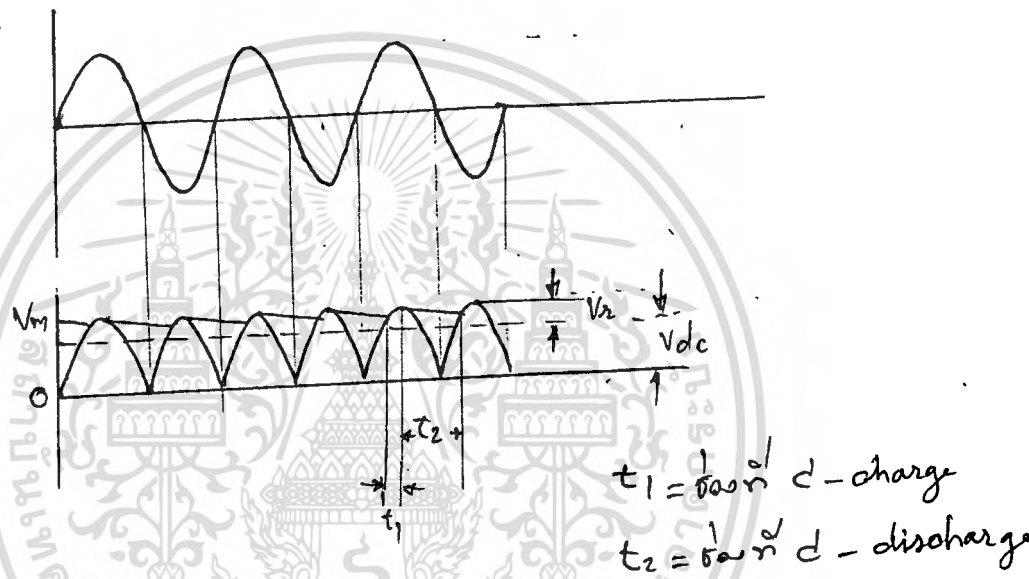 Vm
Vr
Vdc
0
t2
t1
t1 = ช่วงที่ c - charge
t2 = ช่วงที่ c - discharge